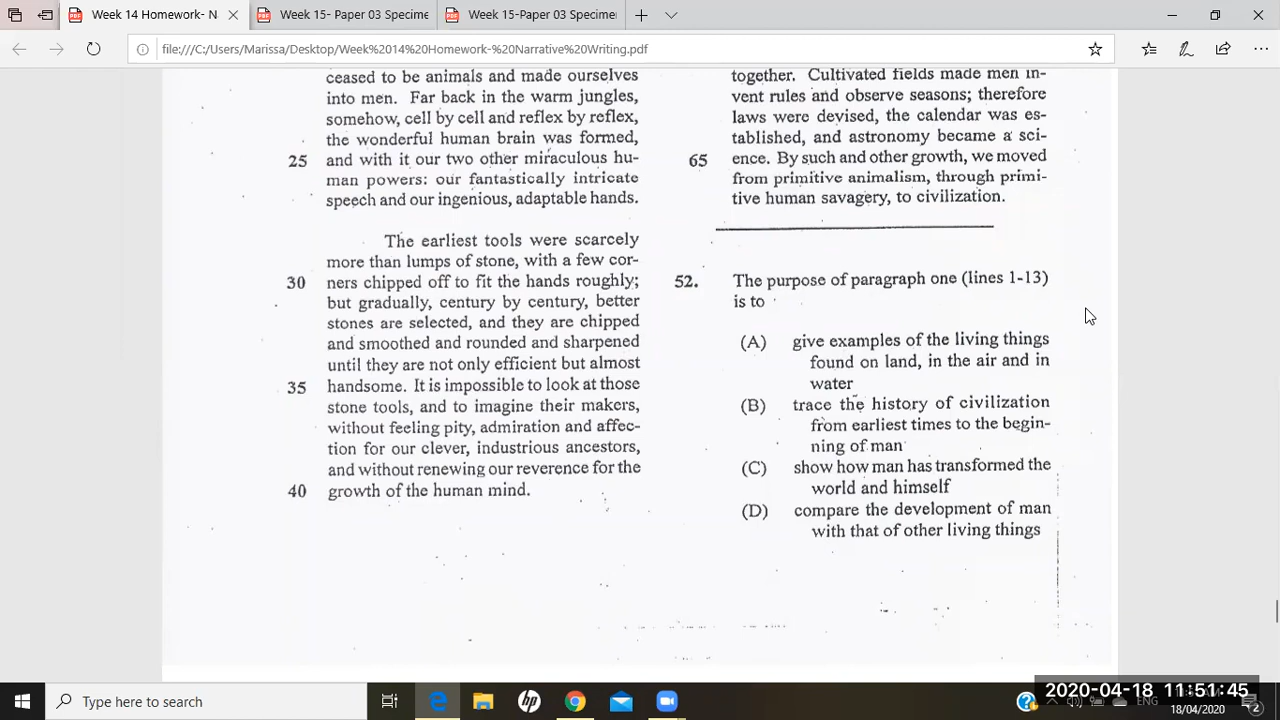 Week 14 Homework- N
Week 15- Paper 03 Specime
Week 15-Paper 03 Specime
file:///C:/Users/Marissa/Desktop/Week%2014%20Homework-%20Narrative%20Writing.pdf
ceased to be animals and made ourselves
into men. Far back in the warm jungles,
somehow, cell by cell and reflex by reflex,
the wonderful human brain was formed,
25 and with it our two other miraculous hu-
man powers: our fantastically intricate
speech and our ingenious, adaptable hands.
The earliest tools were scarcely
more than lumps of stone, with a few cor-
30 ners chipped off to fit the hands roughly;
but gradually, century by century, better
stones are selected, and they are chipped
and smoothed and rounded and sharpened
until they are not only efficient but almost
35 handsome. It is impossible to look at those
stone tools, and to imagine their makers,
without feeling pity, admiration and affec-
tion for our clever, industrious ancestors,
and without renewing our reverence for the
40 growth of the human mind.
together. Cultivated fields made men in-
vent rules and observe seasons; therefore
laws were devised, the calendar was es-
tablished, and astronomy became a sci-
65 ence. By such and other growth, we moved
from primitive animalism, through primi-
tive human savagery, to civilization.
52. The purpose of paragraph one (lines 1-13)
is to
(A) give examples of the living things
found on land, in the air and in
water
(B) trace the history of civilization
from earliest times to the begin-
ning of man
(C) show how man has transformed the
world and himself
(D) compare the development of man
with that of other living things
Type here to search
2020-04-18 11:51:45
ENG
18/04/2020